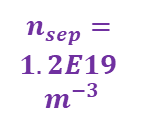 n_sep =
1.2E19
m^-3